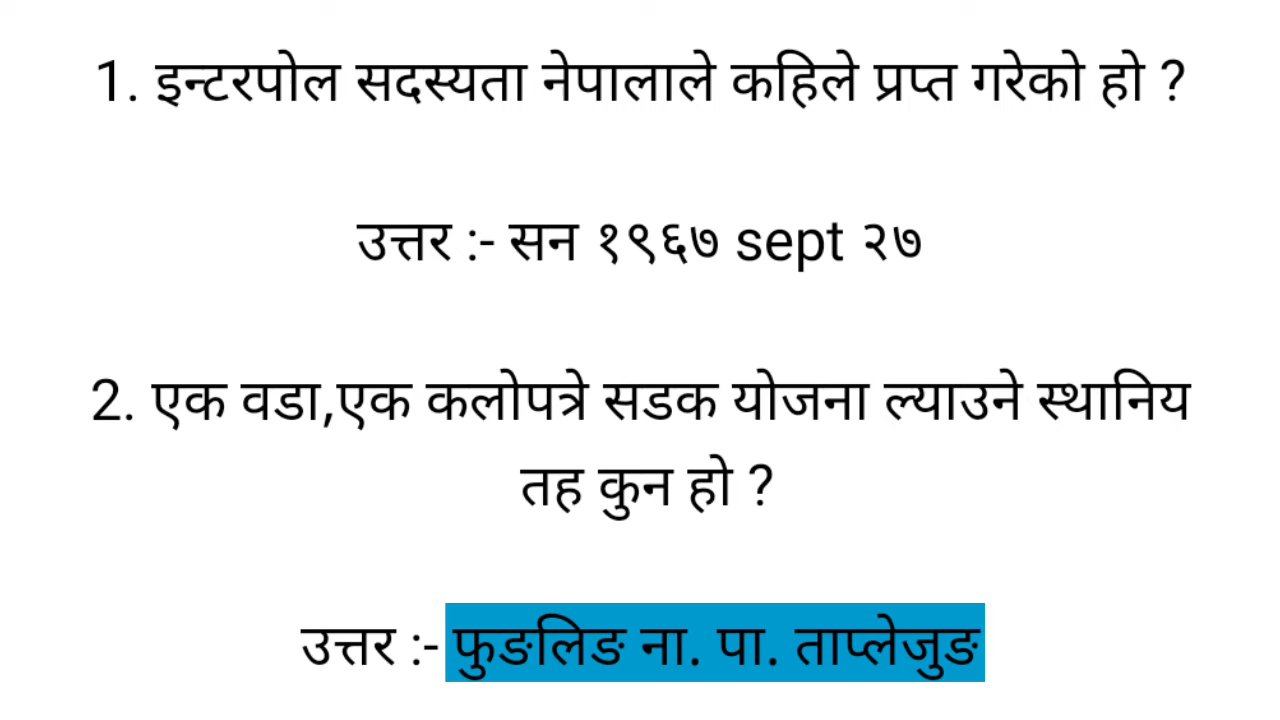 1. इन्टरपोल सदस्यता नेपालाले कहिले प्रप्त गरेको हो ?
उत्तर :- सन १९६७ sept २७
2. एक वडा,एक कलोपत्रे सडक योजना ल्याउने स्थानिय
तह कुन हो ?
उत्तर :- फुङलिङ ना. पा. ताप्लेजुङ